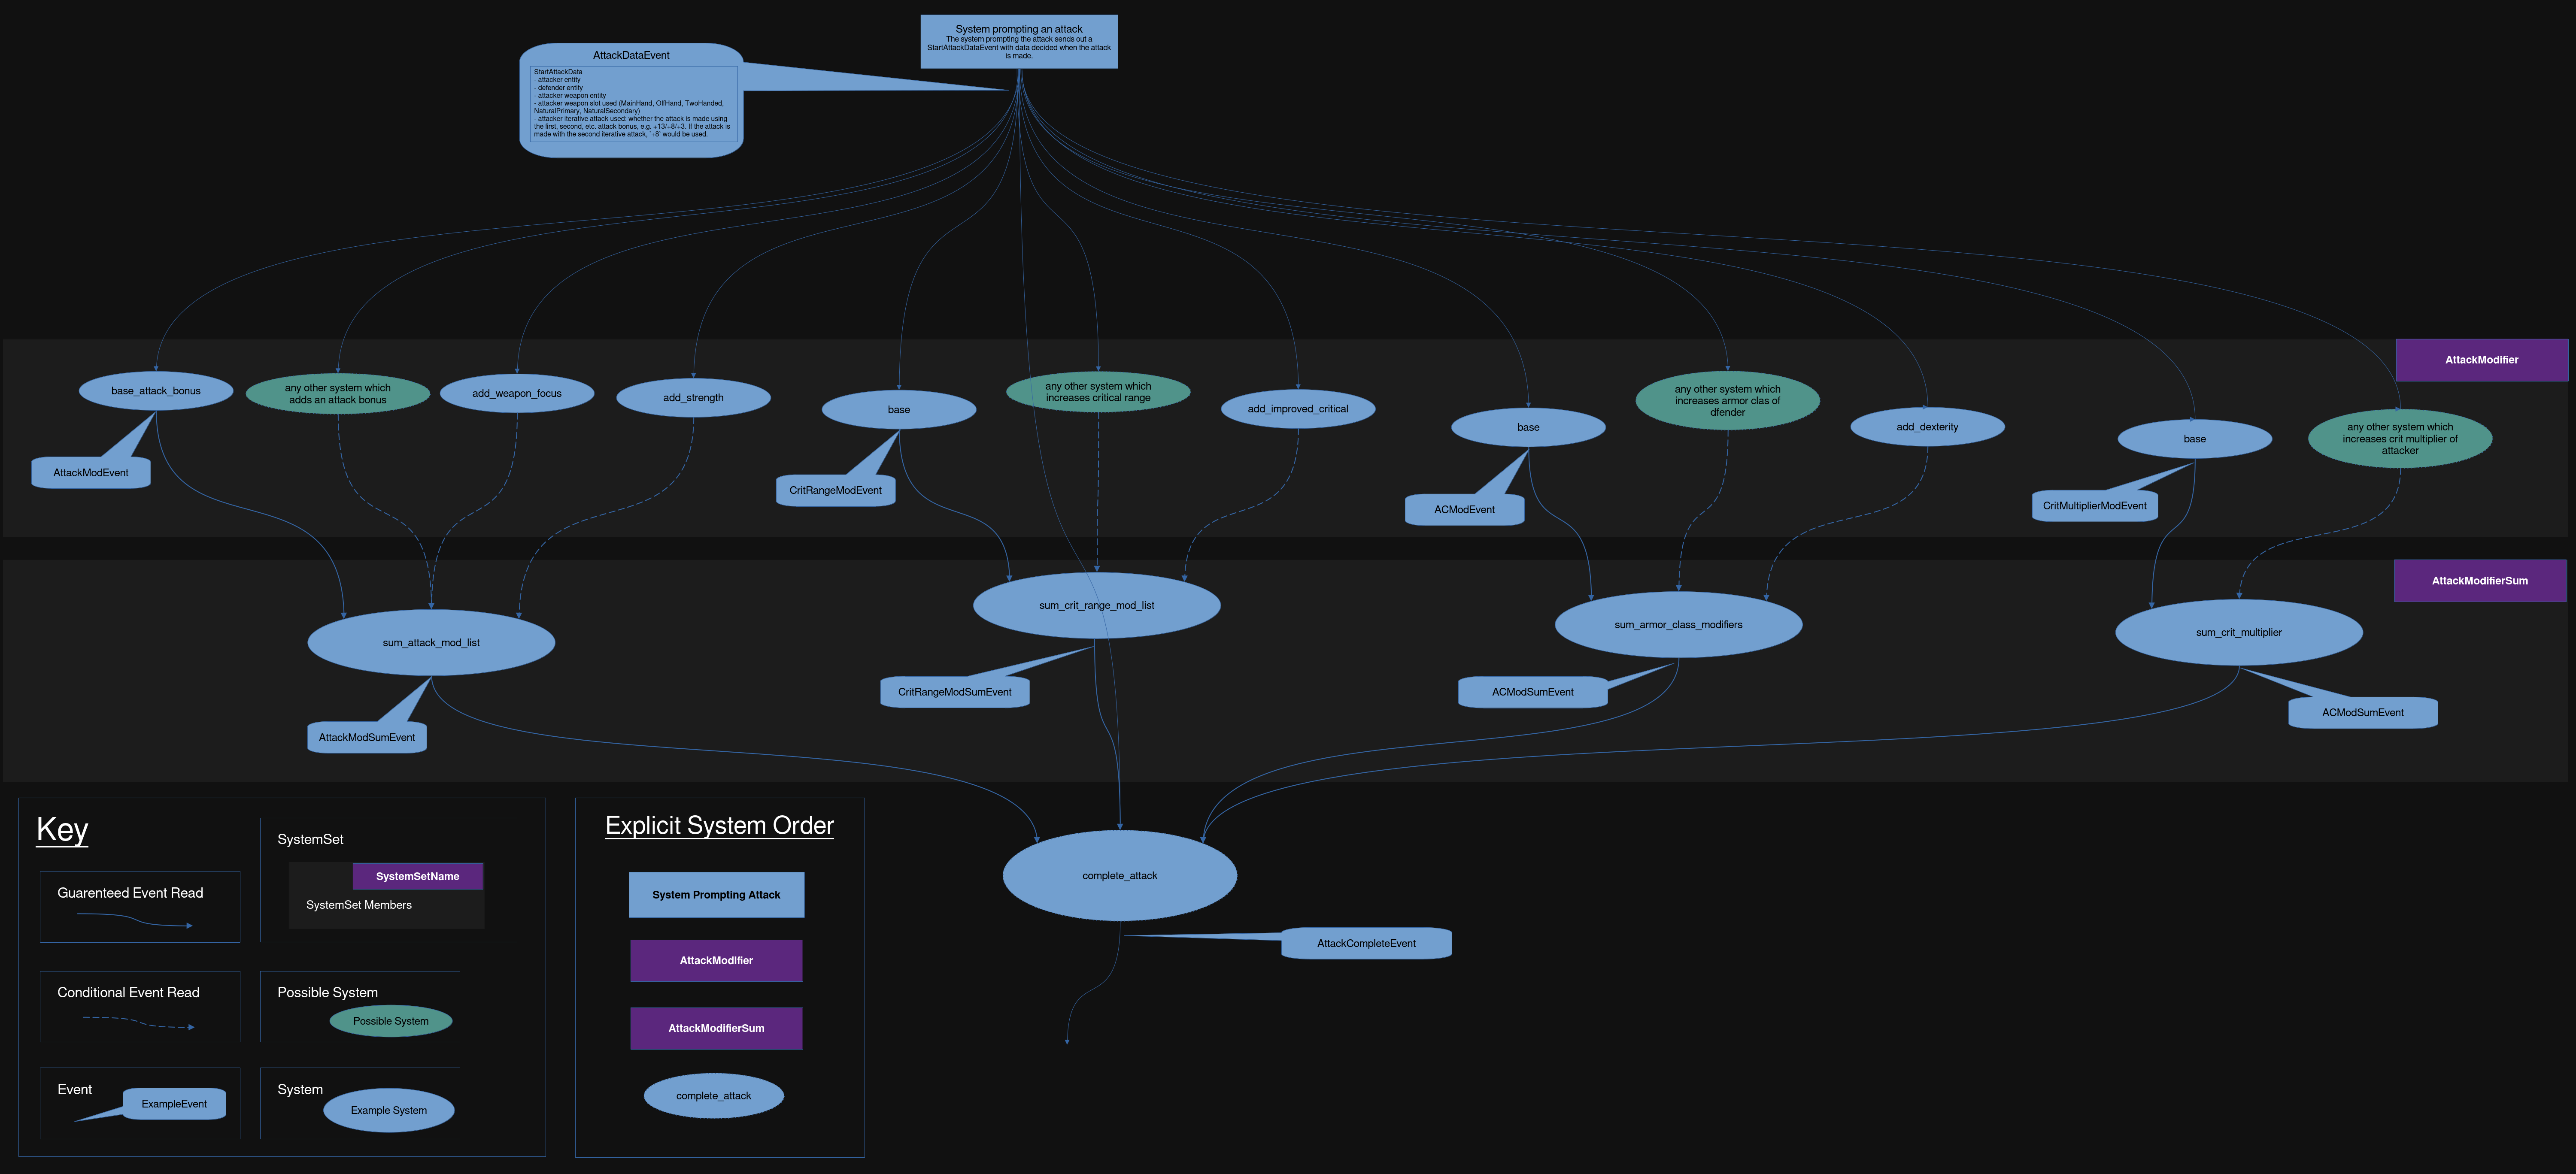 System prompting an attack
The system prompting the attack sends out a
StartAttackDataEvent with data decided when the attack
is made.
AttackDataEvent
StartAttackData
- attacker entity
- defender entity
- attacker weapon entity
- attacker weapon slot used (MainHand, OffHand, TwoHanded,
NaturalPrimary, NaturalSecondary)
- attacker iterative attack used: whether the attack is made using
the first, second, etc. attack bonus, e.g. +13/+8/+3. If the attack is
made with the second iterative attack, `+8` would be used.
AttackModifier
base_attack_bonus
any other system which
adds an attack bonus
add_weapon_focus
add_strength
base
any other system which
increases critical range
add_improved_critical
base
any other system which
increases armor clas of
dfender
add_dexterity
base
any other system which
increases crit multiplier of
attacker
AttackModEvent
CritRangeModEvent
ACModEvent
CritMultiplierModEvent
AttackModifierSum
sum_attack_mod_list
sum_crit_range_mod_list
sum_armor_class_modifiers
sum_crit_multiplier
AttackModSumEvent
CritRangeModSumEvent
ACModSumEvent
ACModSumEvent
complete_attack
AttackCompleteEvent
Key
Guarenteed Event Read
SystemSet
SystemSetName
SystemSet Members
Conditional Event Read
Possible System
Possible System
Event
ExampleEvent
System
Example System
Explicit System Order
System Prompting Attack
AttackModifier
AttackModifierSum
complete_attack